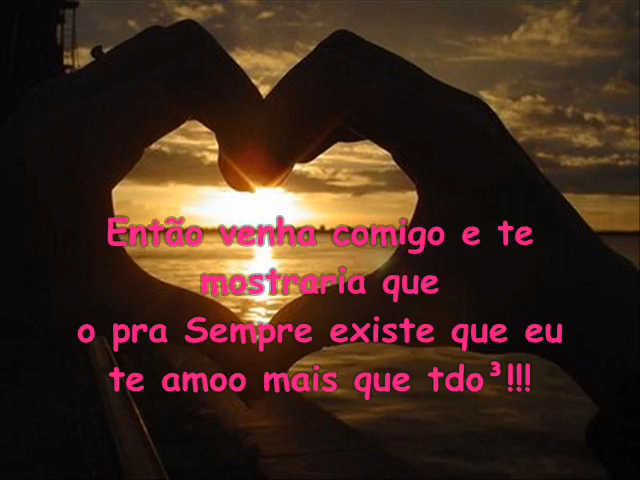 Então venha comigo e te
mostraria que
o pra Sempre existe que eu
te amoo mais que tdo³!!!